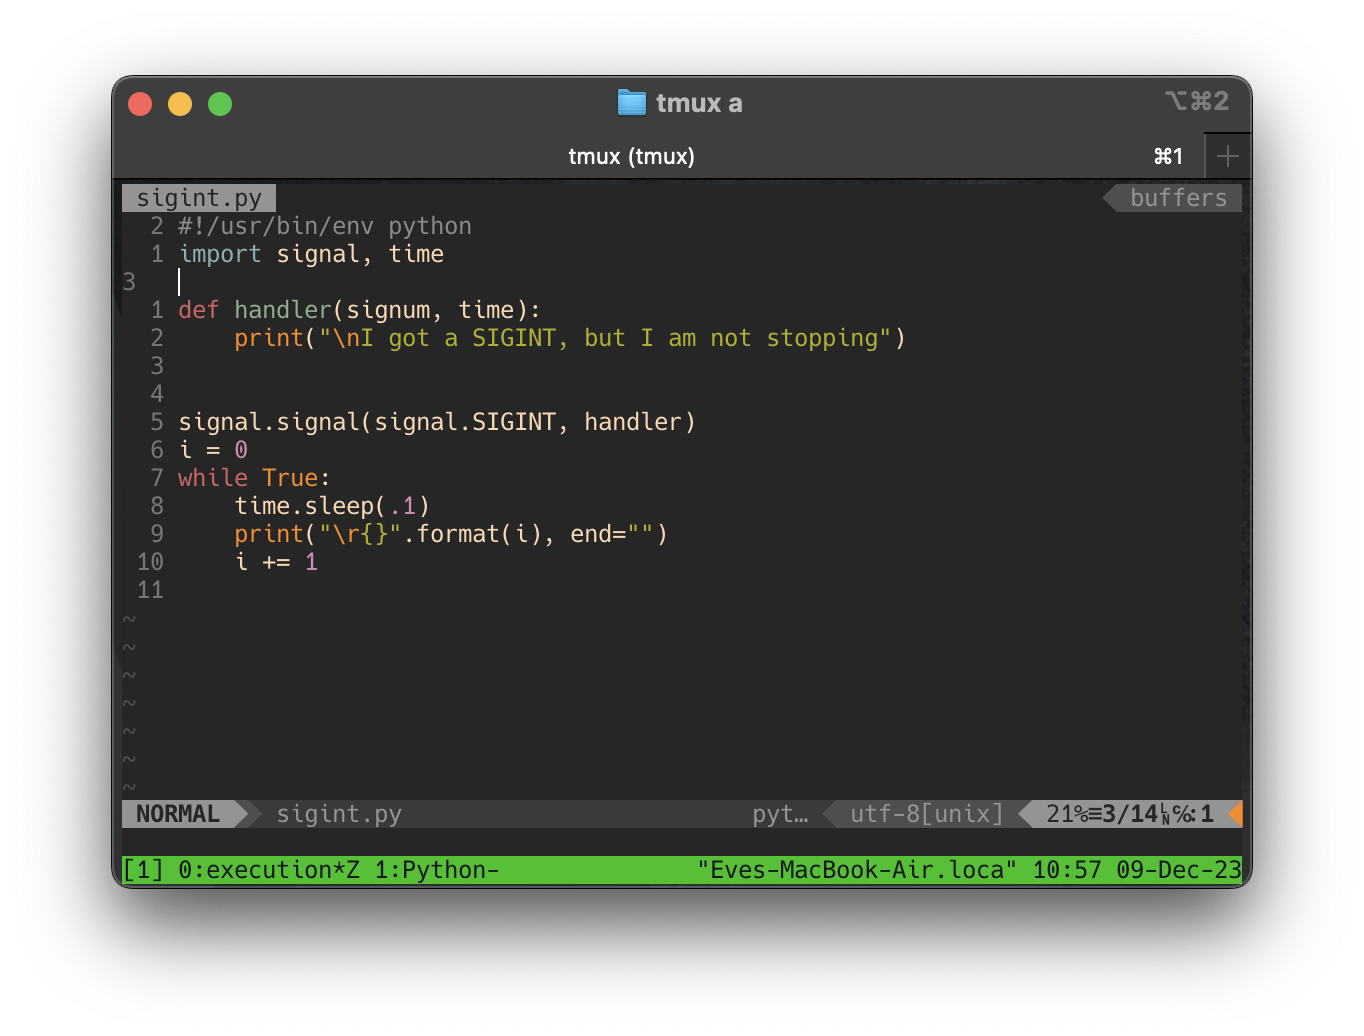 tmux a
⌥⌘2
tmux (tmux)
⌘1
sigint.py
buffers
2 #!/usr/bin/env python
1 import signal, time
3
1 def handler(signum, time):
2     print("\nI got a SIGINT, but I am not stopping")
3
4
5 signal.signal(signal.SIGINT, handler)
6 i = 0
7 while True:
8     time.sleep(.1)
9     print("\r{}".format(i), end="")
10     i += 1
11
~
~
~
~
~
~
~
NORMAL sigint.py pyt… utf-8[unix] 21%≡3/14␤℅:1
[1] 0:execution*Z 1:Python- "Eves-MacBook-Air.loca" 10:57 09-Dec-23